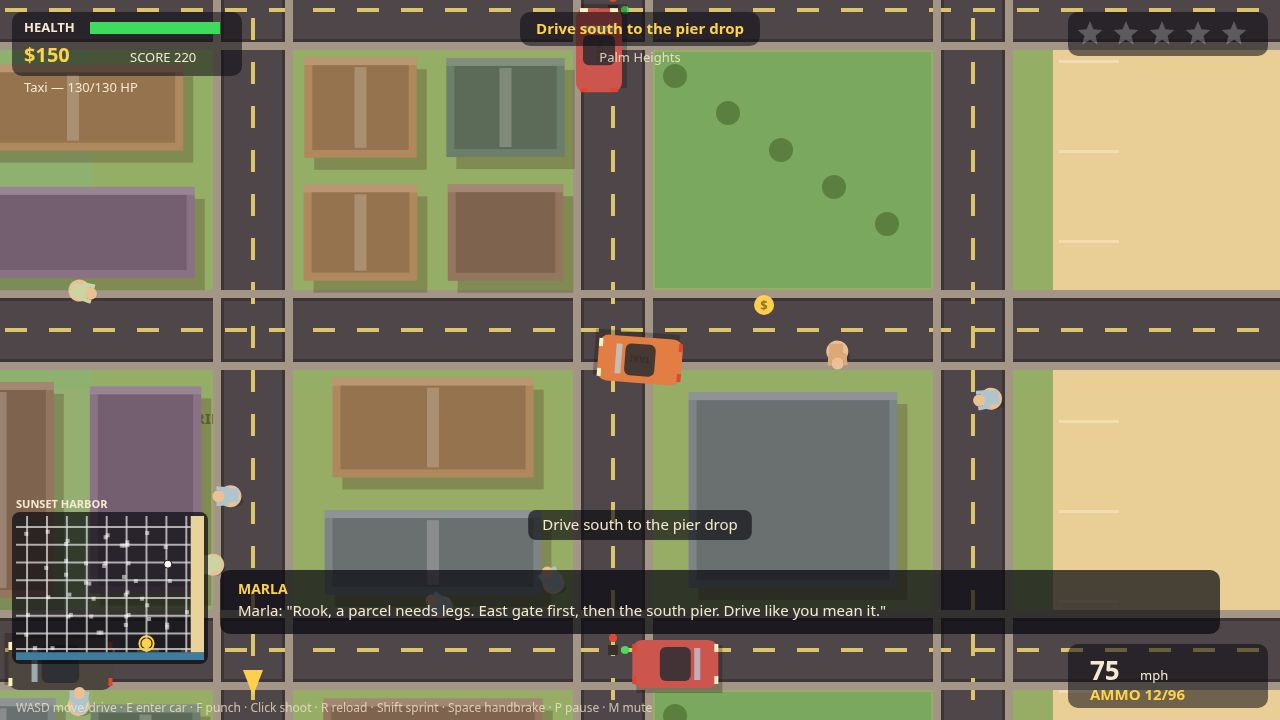 HEALTH
$150
SCORE 220
Taxi — 130/130 HP
Drive south to the pier drop
Palm Heights
$
SUNSET HARBOR
Drive south to the pier drop
MARLA
Marla: "Rook, a parcel needs legs. East gate first, then the south pier. Drive like you mean it."
75 mph
AMMO 12/96
WASD move/drive · E enter car · F punch · Click shoot · R reload · Shift sprint · Space handbrake · P pause · M mute